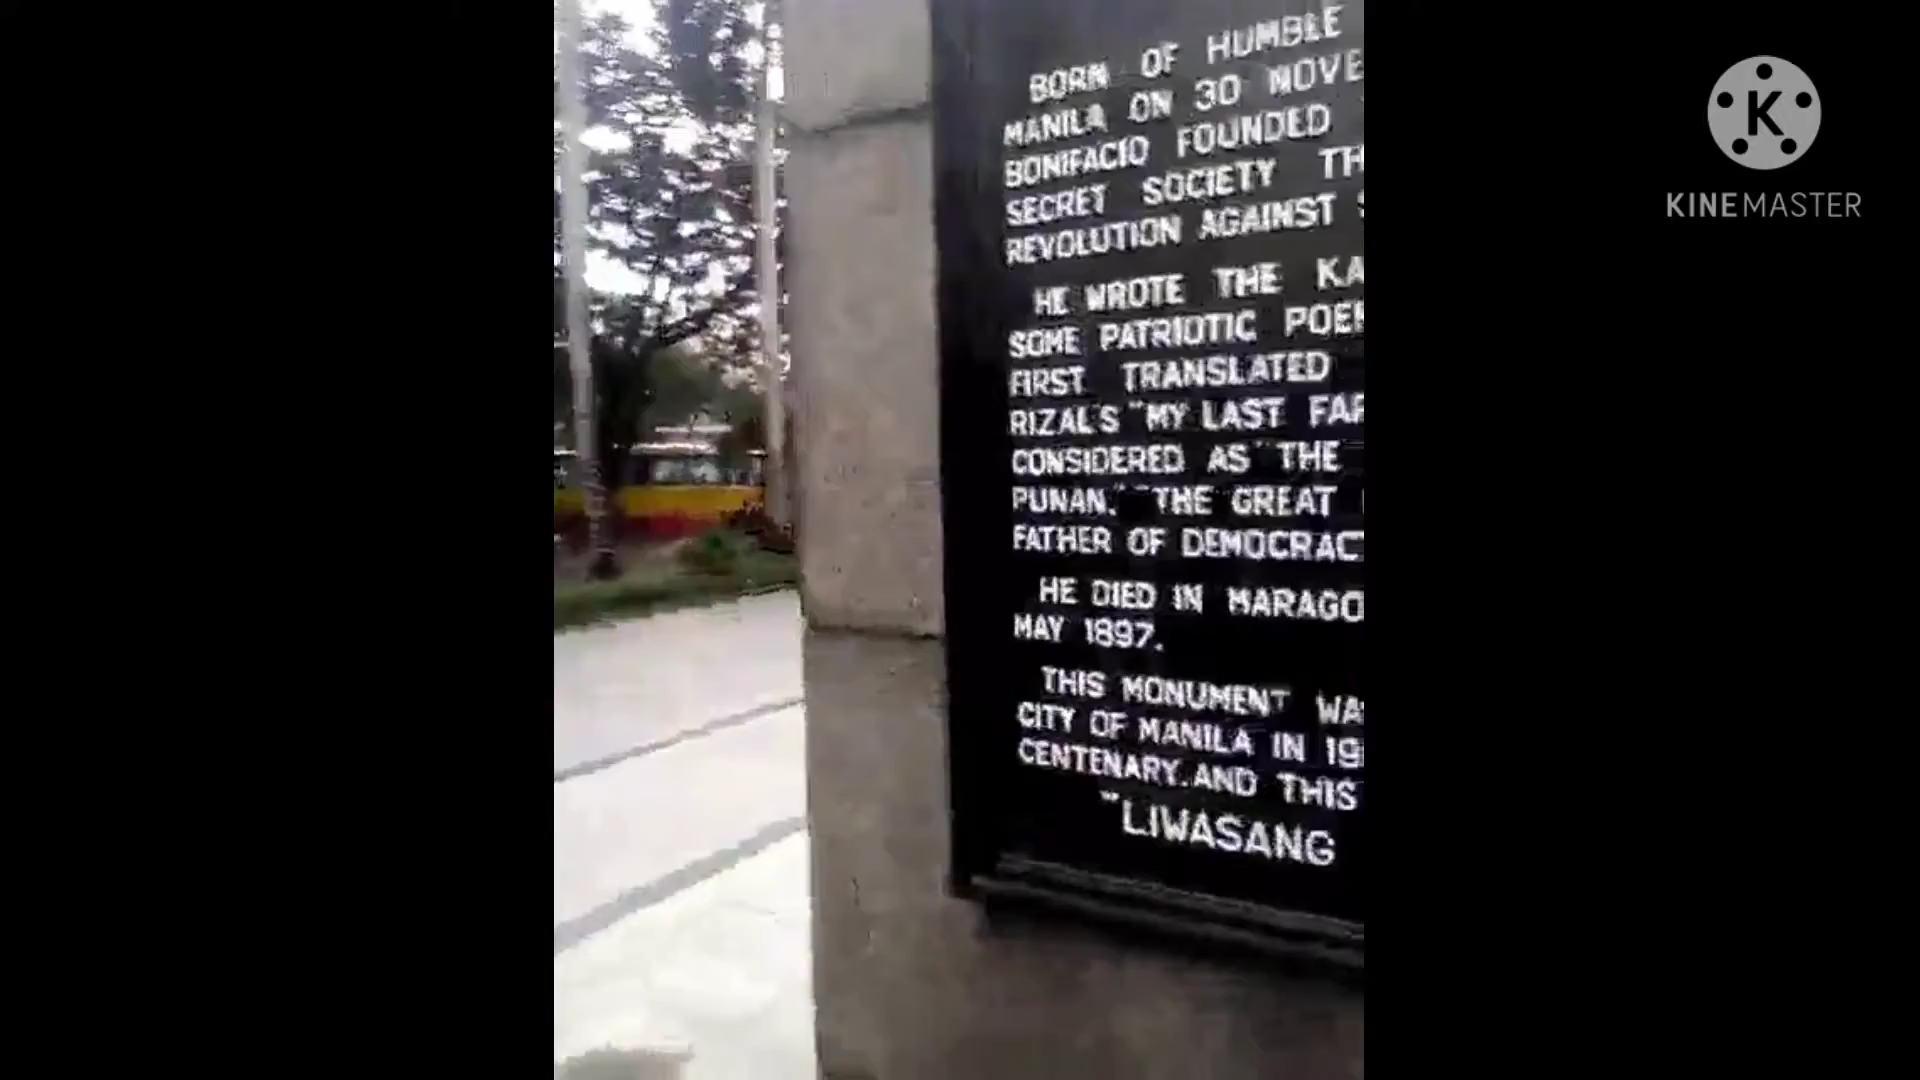 BORN OF HUMBLE
MANILA ON 30 NOVE
BONIFACIO FOUNDED
SECRET SOCIETY TH
REVOLUTION AGAINST
HE WROTE THE KA
SOME PATRIOTIC POEM
FIRST TRANSLATED
RIZAL'S "MY LAST FAR
CONSIDERED AS "THE
PUNAN," "THE GREAT
FATHER OF DEMOCRAC
HE DIED IN MARAGO
MAY 1897.
THIS MONUMENT WA
CITY OF MANILA IN 19
CENTENARY, AND THIS
"LIWASANG
KINEMASTER